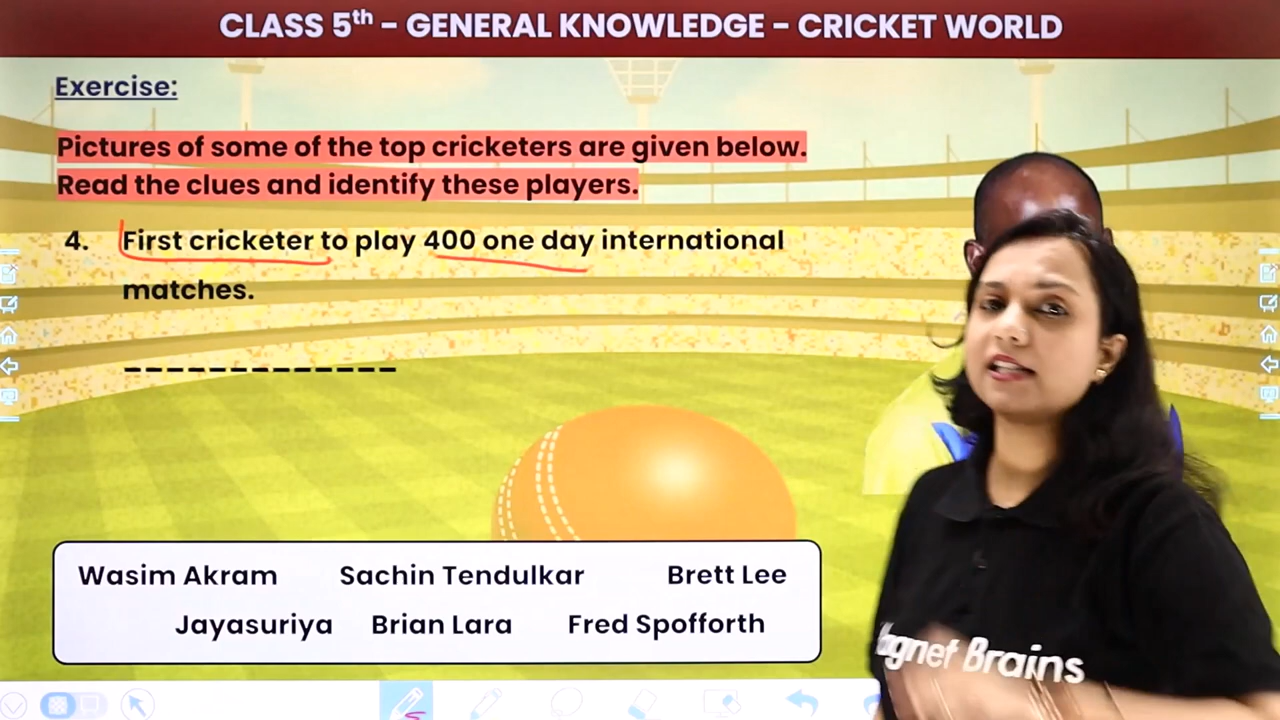 CLASS 5th - GENERAL KNOWLEDGE - CRICKET WORLD
Exercise:
Pictures of some of the top cricketers are given below.
Read the clues and identify these players.
4. First cricketer to play 400 one day international
matches.
_____________
Wasim Akram Sachin Tendulkar Brett Lee
Jayasuriya Brian Lara Fred Spofforth
Brains